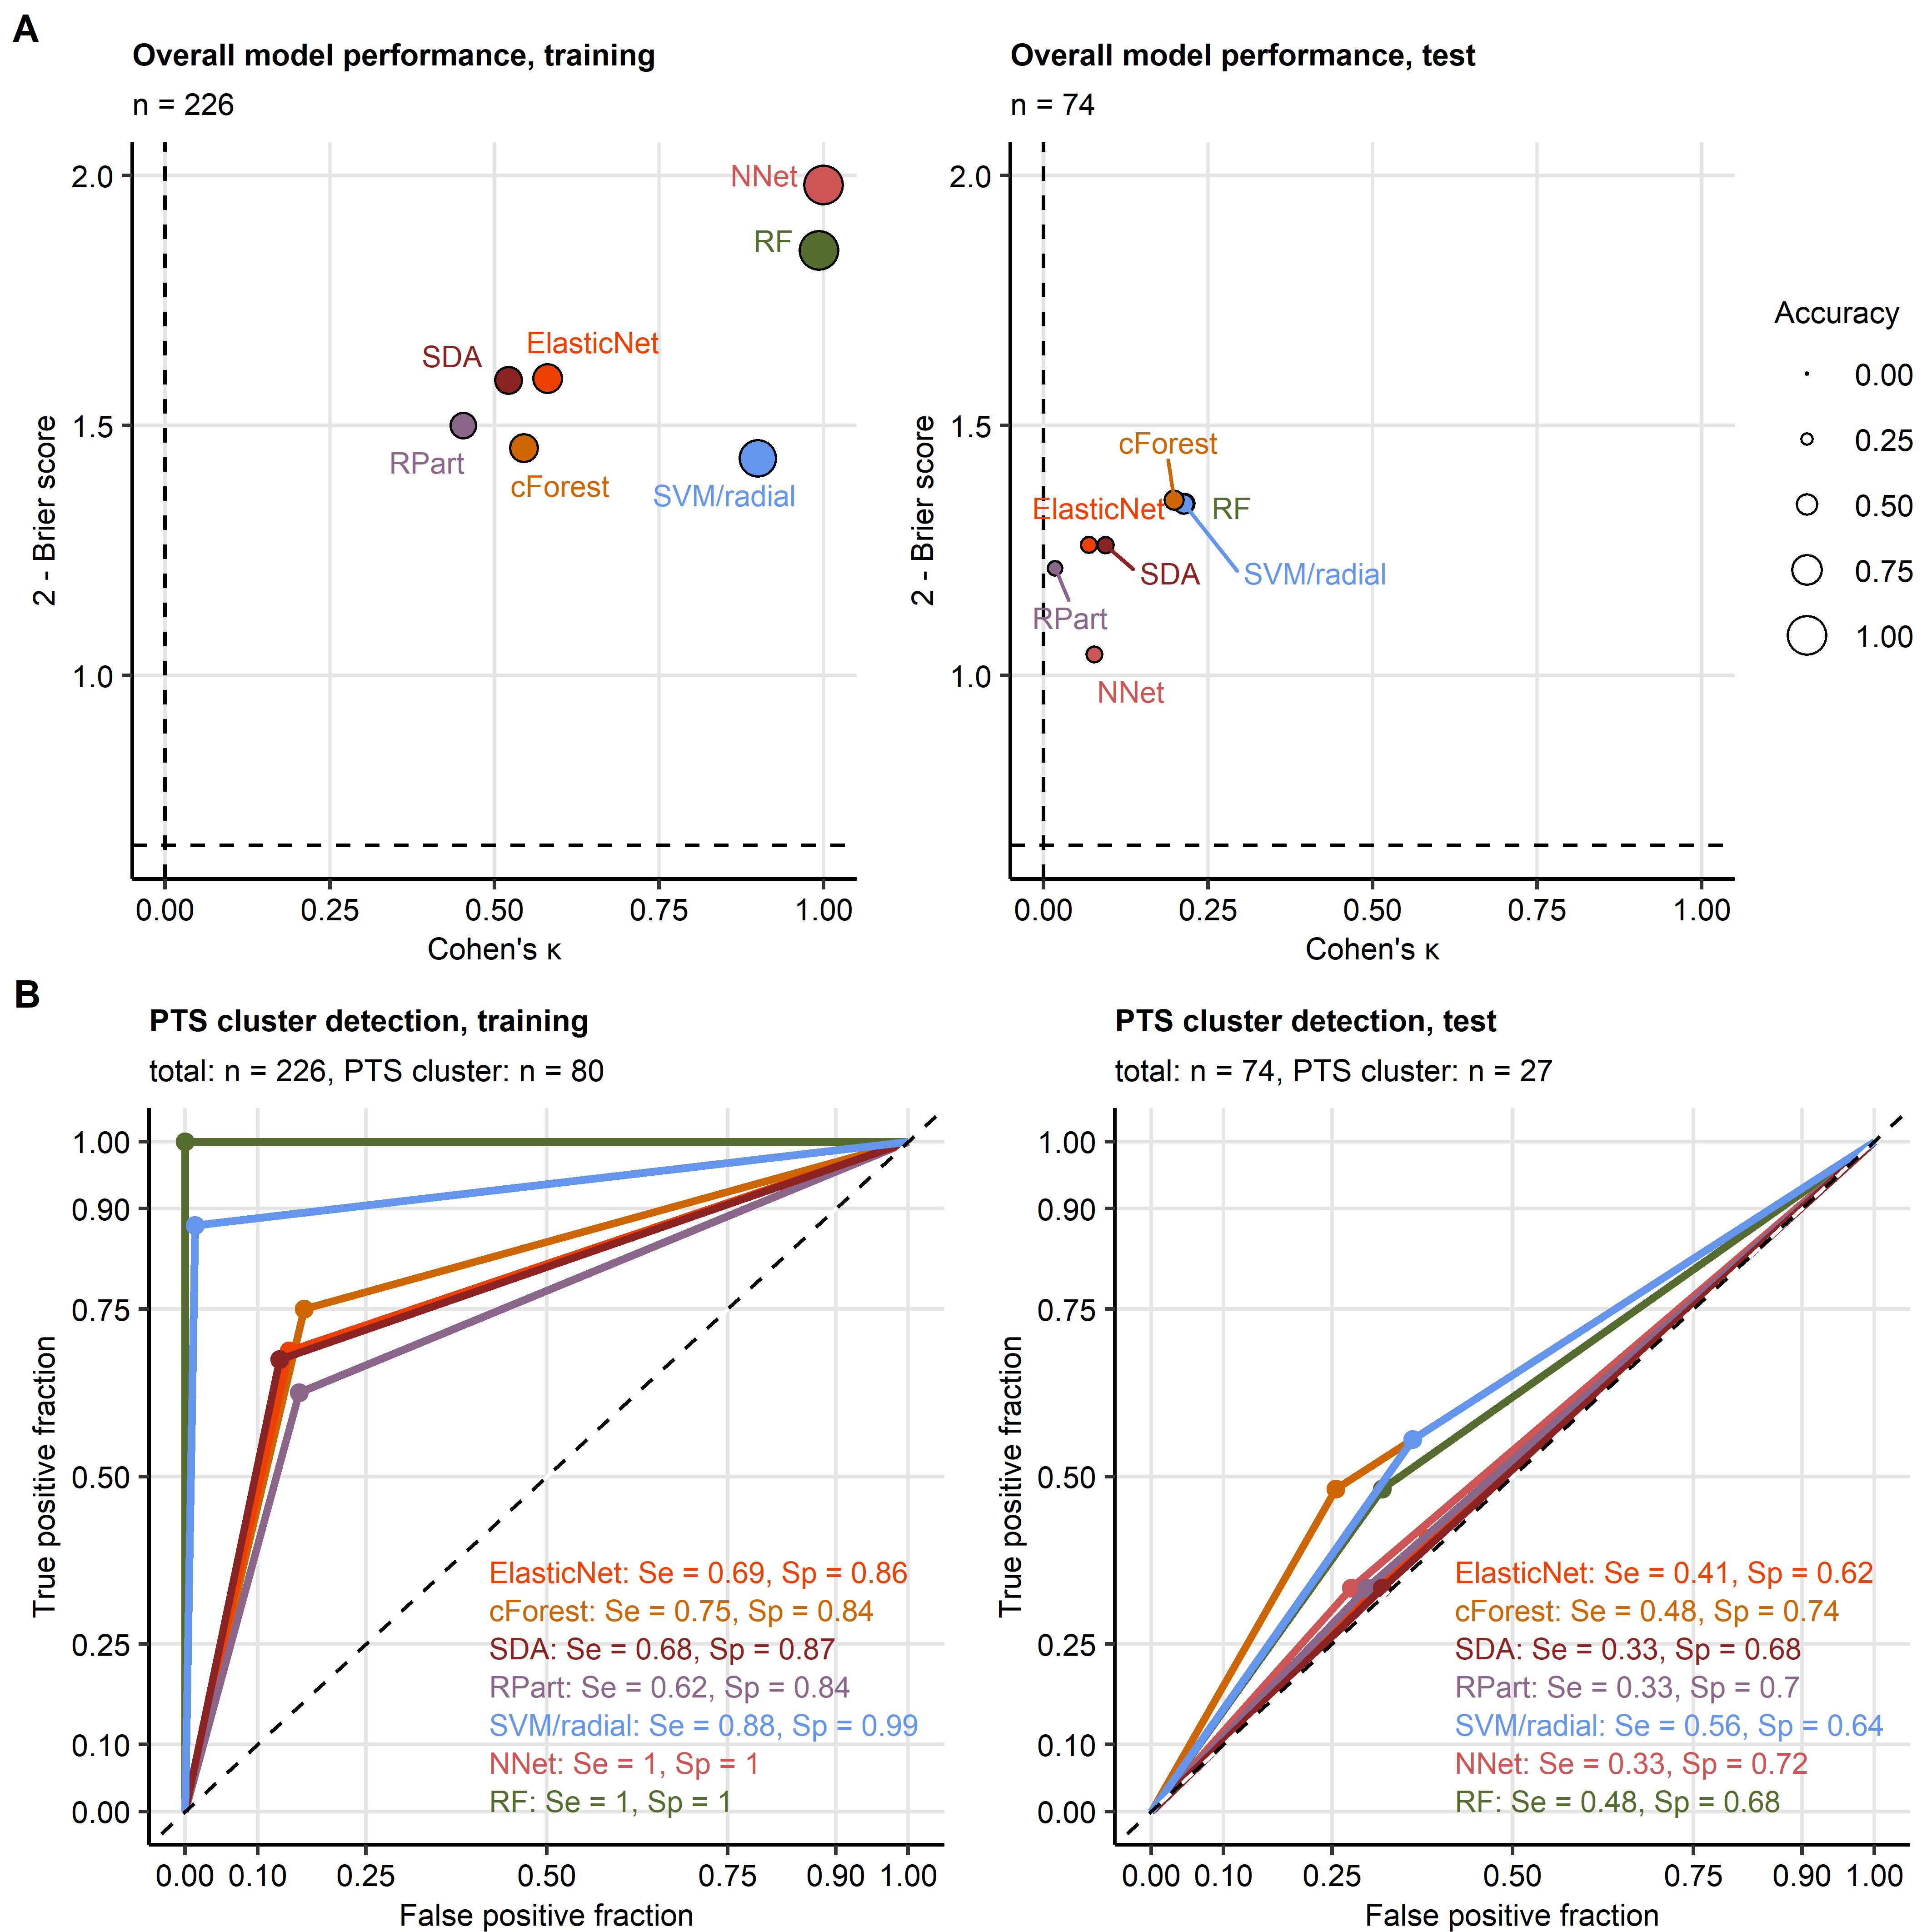 A
Overall model performance, training
n = 226
2.0
1.5
1.0
2 - Brier score
NNet
RF
ElasticNet
SDA
RPart
cForest
SVM/radial
0.00 0.25 0.50 0.75 1.00
Cohen's κ
Overall model performance, test
n = 74
2.0
1.5
1.0
2 - Brier score
cForest
ElasticNet
RF
SDA
SVM/radial
RPart
NNet
0.00 0.25 0.50 0.75 1.00
Cohen's κ
Accuracy
0.00
0.25
0.50
0.75
1.00
B
PTS cluster detection, training
total: n = 226, PTS cluster: n = 80
1.00
0.90
0.75
0.50
0.25
0.10
0.00
True positive fraction
ElasticNet: Se = 0.69, Sp = 0.86
cForest: Se = 0.75, Sp = 0.84
SDA: Se = 0.68, Sp = 0.87
RPart: Se = 0.62, Sp = 0.84
SVM/radial: Se = 0.88, Sp = 0.99
NNet: Se = 1, Sp = 1
RF: Se = 1, Sp = 1
0.00 0.10 0.25 0.50 0.75 0.90 1.00
False positive fraction
PTS cluster detection, test
total: n = 74, PTS cluster: n = 27
1.00
0.90
0.75
0.50
0.25
0.10
0.00
True positive fraction
ElasticNet: Se = 0.41, Sp = 0.62
cForest: Se = 0.48, Sp = 0.74
SDA: Se = 0.33, Sp = 0.68
RPart: Se = 0.33, Sp = 0.7
SVM/radial: Se = 0.56, Sp = 0.64
NNet: Se = 0.33, Sp = 0.72
RF: Se = 0.48, Sp = 0.68
0.00 0.10 0.25 0.50 0.75 0.90 1.00
False positive fraction